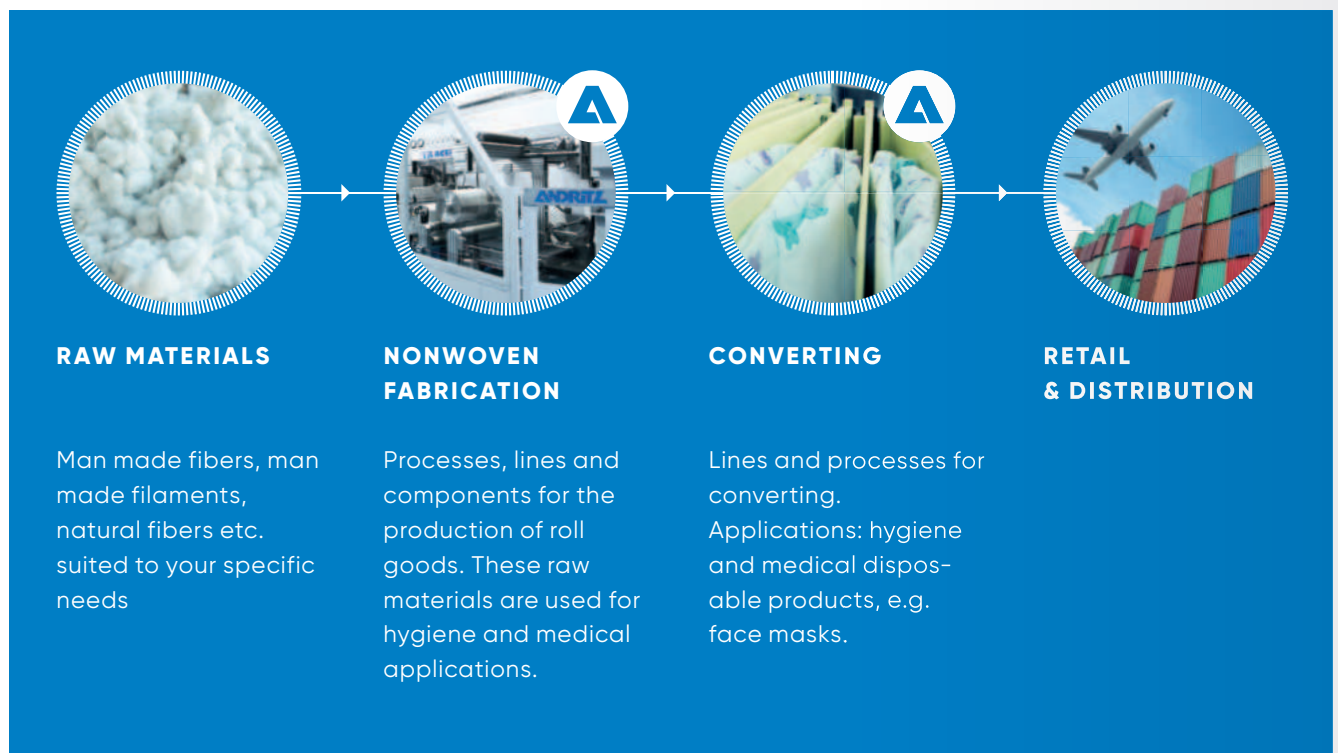 ANDRITZ
RAW MATERIALS
Man made fibers, man
made filaments,
natural fibers etc.
suited to your specific
needs
NONWOVEN
FABRICATION
Processes, lines and
components for the
production of roll
goods. These raw
materials are used for
hygiene and medical
applications.
CONVERTING
Lines and processes for
converting.
Applications: hygiene
and medical dispos-
able products, e.g.
face masks.
RETAIL
& DISTRIBUTION